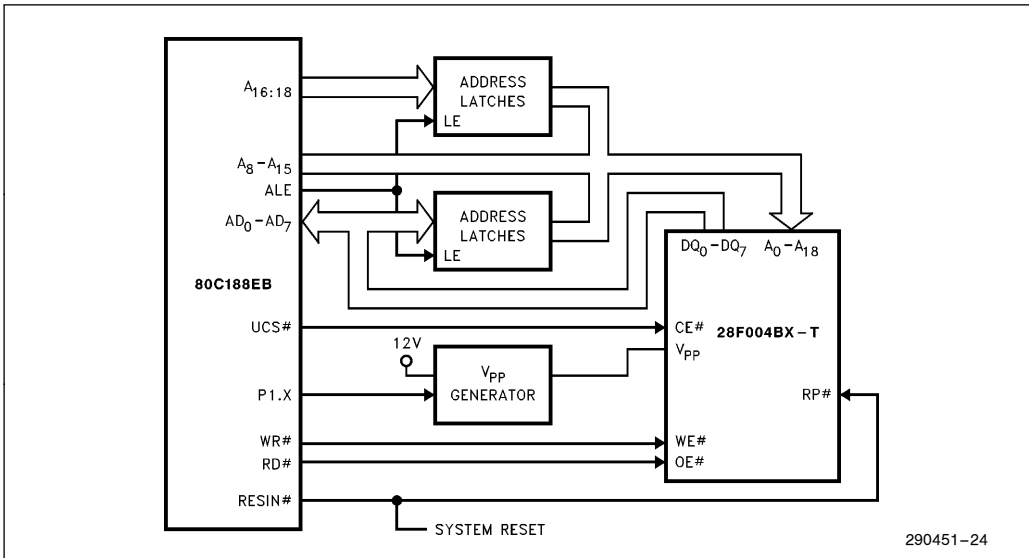 A16:18
A8–A15
ALE
AD0–AD7
80C188EB
UCS#
P1.X
WR#
RD#
RESIN#
ADDRESS
LATCHES
LE
ADDRESS
LATCHES
LE
12V
VPP
GENERATOR
SYSTEM RESET
DQ0–DQ7
A0–A18
CE#
28F004BX–T
VPP
RP#
WE#
OE#
290451–24